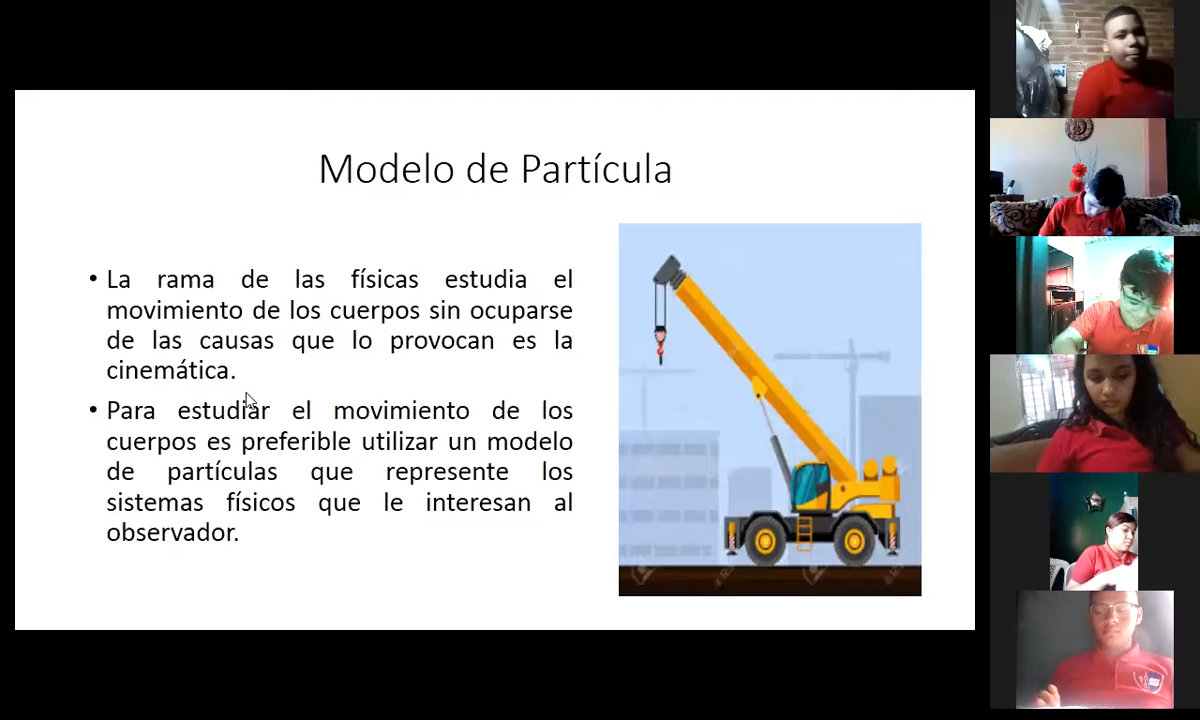 Modelo de Partícula
• La rama de las físicas estudia el
movimiento de los cuerpos sin ocuparse
de las causas que lo provocan es la
cinemática.
• Para estudiar el movimiento de los
cuerpos es preferible utilizar un modelo
de partículas que represente los
sistemas físicos que le interesan al
observador.